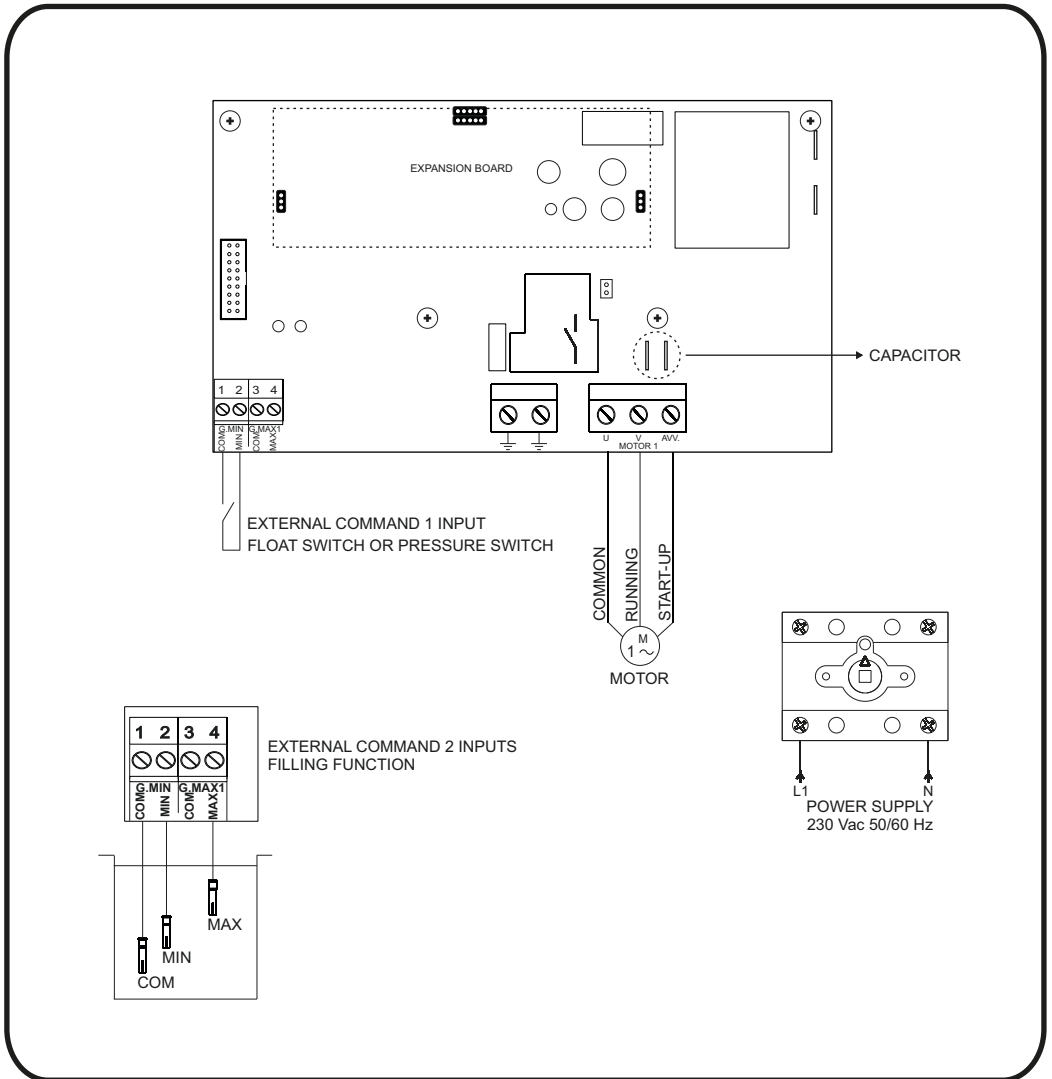 EXPANSION BOARD
CAPACITOR
1 2 3 4
G.MIN G.MAX1
COM MIN COM MAX1
U V AVV.
MOTOR 1
EXTERNAL COMMAND 1 INPUT
FLOAT SWITCH OR PRESSURE SWITCH
COMMON
RUNNING
START-UP
M
1 ~
MOTOR
1 2 3 4
G.MIN G.MAX1
COM MIN COM MAX1
EXTERNAL COMMAND 2 INPUTS
FILLING FUNCTION
MAX
MIN
COM
L1 N
POWER SUPPLY
230 Vac 50/60 Hz